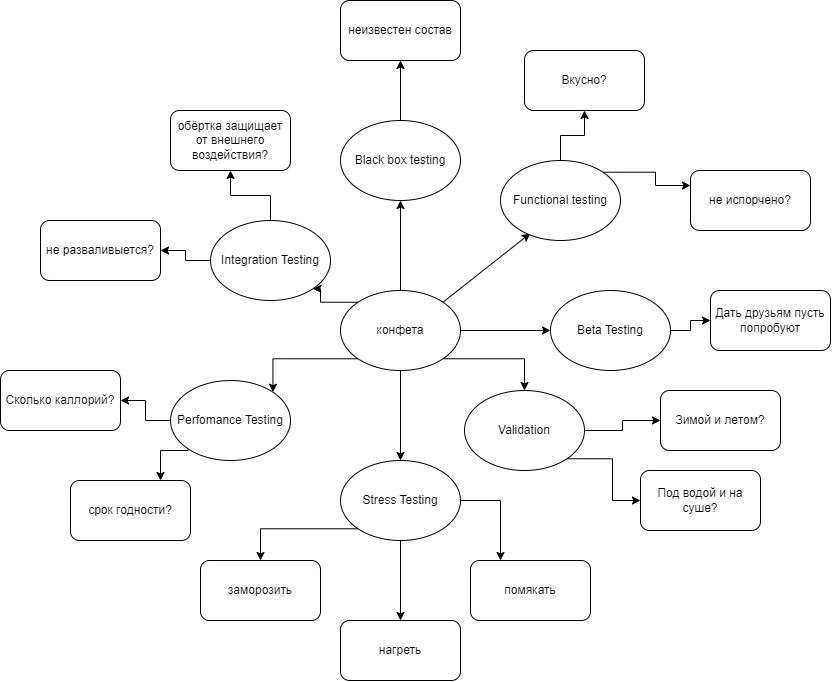 неизвестен состав
Вкусно?
обёртка защищает
от внешнего
воздействия?
Black box testing
Functional testing
не испорчено?
не разваливыется?
Integration Testing
конфета
Beta Testing
Дать друзьям пусть
попробуют
Сколько каллорий?
Perfomance Testing
Validation
Зимой и летом?
срок годности?
Stress Testing
Под водой и на
суше?
заморозить
помякать
нагреть